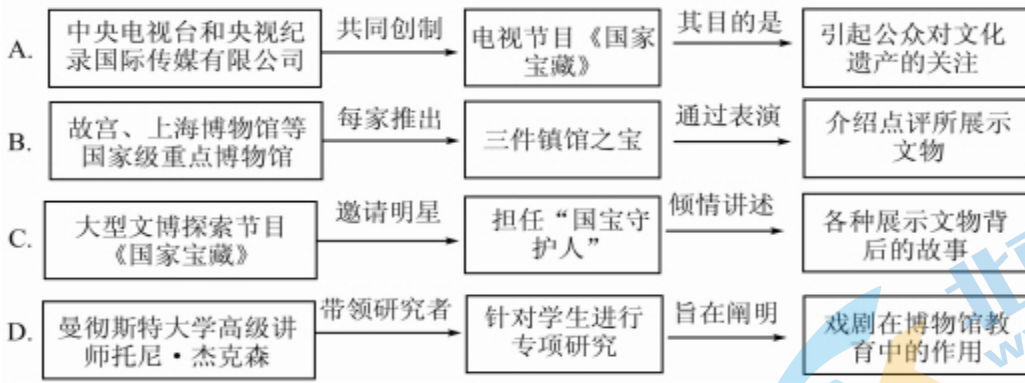 A. 中央电视台和央视纪录国际传媒有限公司 共同创制 电视节目《国家宝藏》 其目的是 引起公众对文化遗产的关注
B. 故宫、上海博物馆等国家级重点博物馆 每家推出 三件镇馆之宝 通过表演 介绍点评所展示文物
C. 大型文博探索节目《国家宝藏》 邀请明星 担任“国宝守护人” 倾情讲述 各种展示文物背后的故事
D. 曼彻斯特大学高级讲师托尼·杰克森 带领研究者 针对学生进行专项研究 旨在阐明 戏剧在博物馆教育中的作用